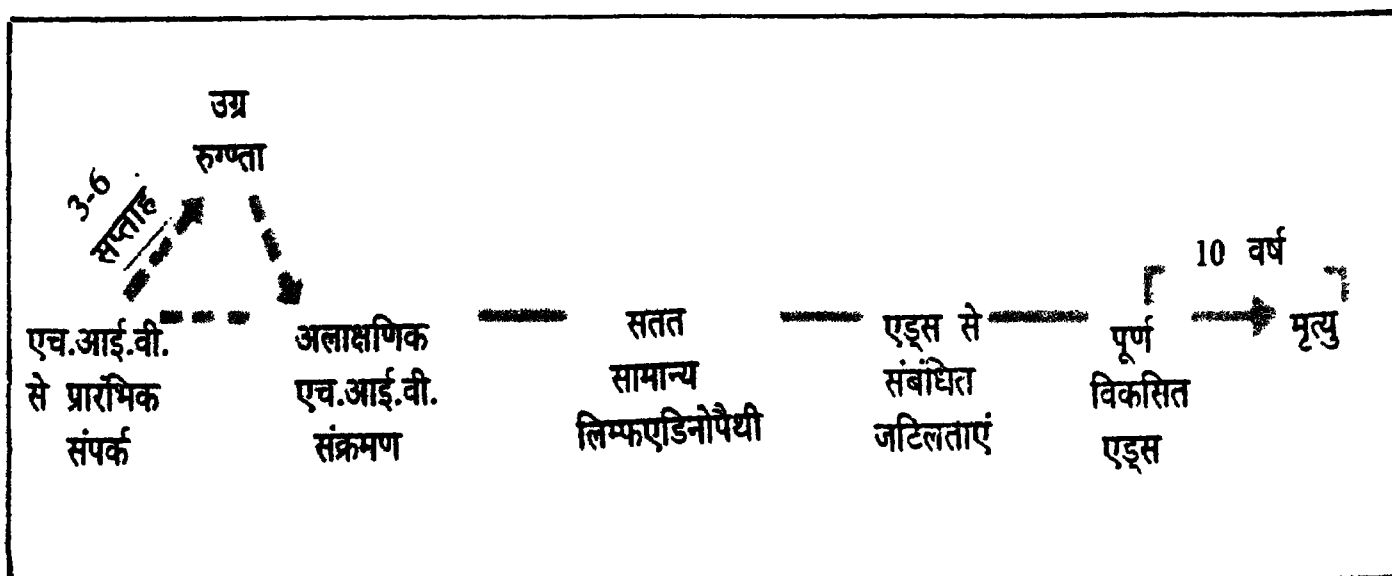 उग्र
रुग्णता
3-6
सप्ताह
10 वर्ष
एच.आई.वी.
से प्रारंभिक
संपर्क
अलाक्षणिक
एच.आई.वी.
संक्रमण
सतत
सामान्य
लिम्फएडिनोपैथी
एड्स से
संबंधित
जटिलताएं
पूर्ण
विकसित
एड्स
मृत्यु